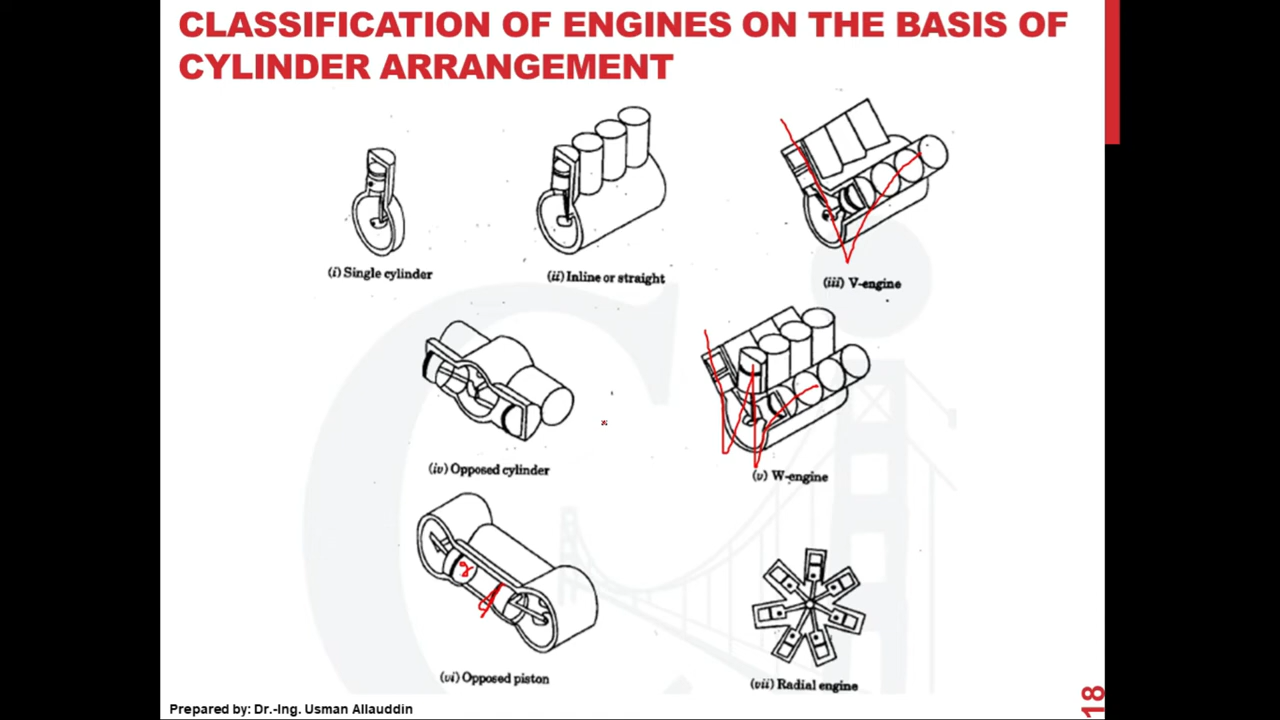 CLASSIFICATION OF ENGINES ON THE BASIS OF
CYLINDER ARRANGEMENT
(i) Single cylinder
(ii) Inline or straight
(iii) V-engine
(iv) Opposed cylinder
(v) W-engine
(vi) Opposed piston
(vii) Radial engine
Prepared by: Dr.-Ing. Usman Allauddin
18